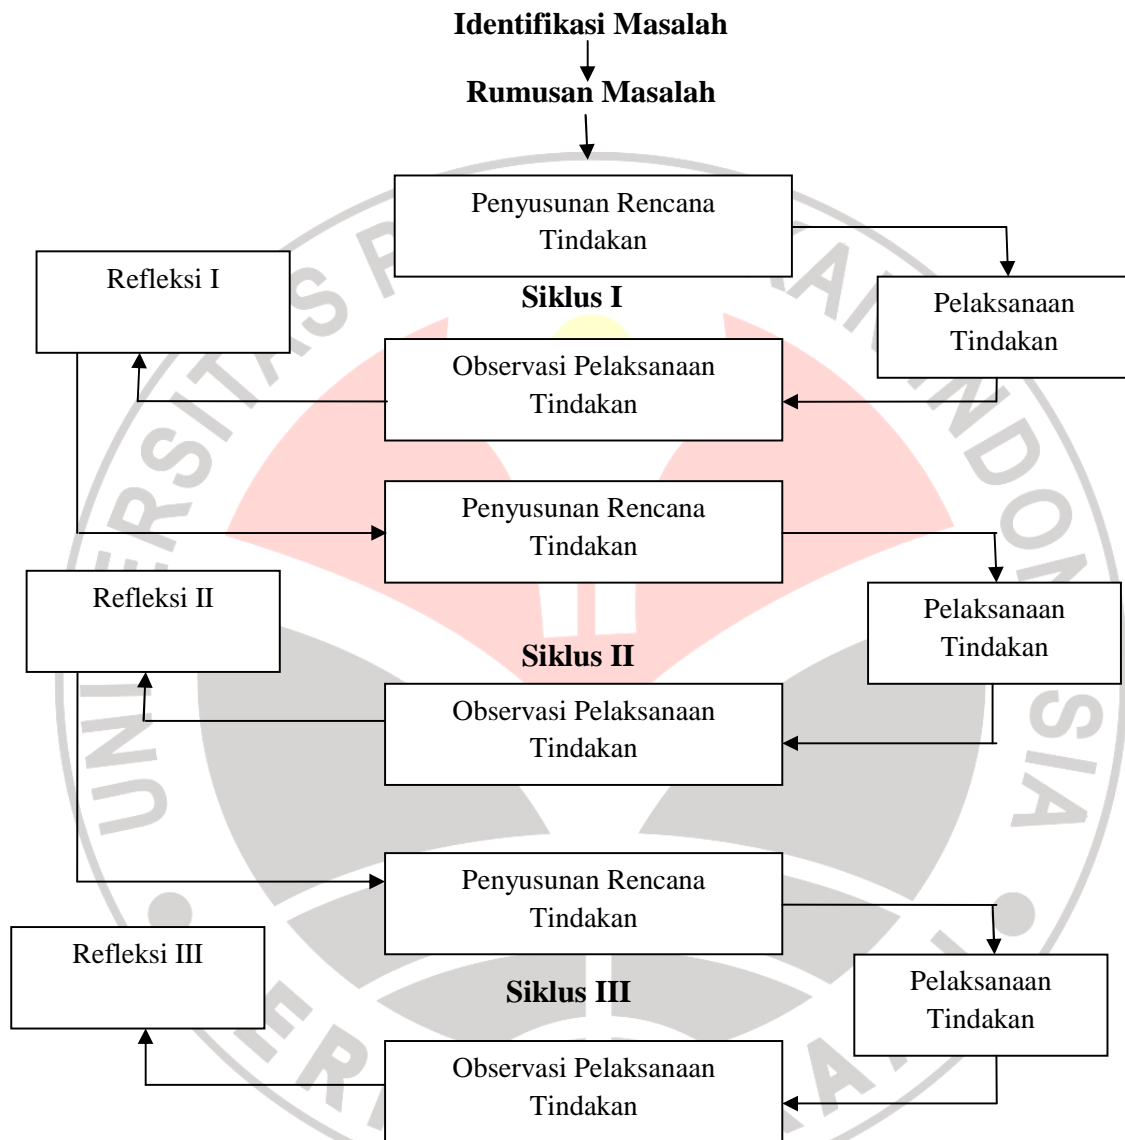 Identifikasi Masalah
Rumusan Masalah
Penyusunan Rencana
Tindakan
Refleksi I
Siklus I
Pelaksanaan
Tindakan
Observasi Pelaksanaan
Tindakan
Penyusunan Rencana
Tindakan
Refleksi II
Pelaksanaan
Tindakan
Siklus II
Observasi Pelaksanaan
Tindakan
Penyusunan Rencana
Tindakan
Refleksi III
Pelaksanaan
Tindakan
Siklus III
Observasi Pelaksanaan
Tindakan
UNIVERSITAS
INDONESIA